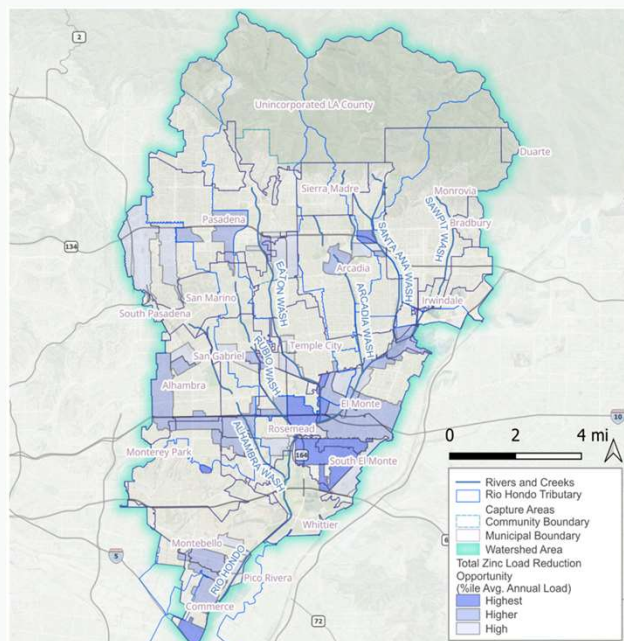 2
Unincorporated LA County
Duarte
Sierra Madre
Monrovia
Bradbury
SAWPIT WASH
Pasadena
SANTA ANA WASH
134
EATON WASH
Arcadia
ARCADIA WASH
San Marino
Irwindale
South Pasadena
RUBIO WASH
Temple City
San Gabriel
Alhambra
El Monte
10
Rosemead
ALHAMBRA WASH
0 2 4 mi
Monterey Park
164
South El Monte
Whittier
6
5
Montebello
RIO HONDO
Pico Rivera
Commerce
72
Rivers and Creeks
Rio Hondo Tributary
Capture Areas
Community Boundary
Municipal Boundary
Watershed Area
Total Zinc Load Reduction
Opportunity
(%ile Avg. Annual Load)
Highest
Higher
High